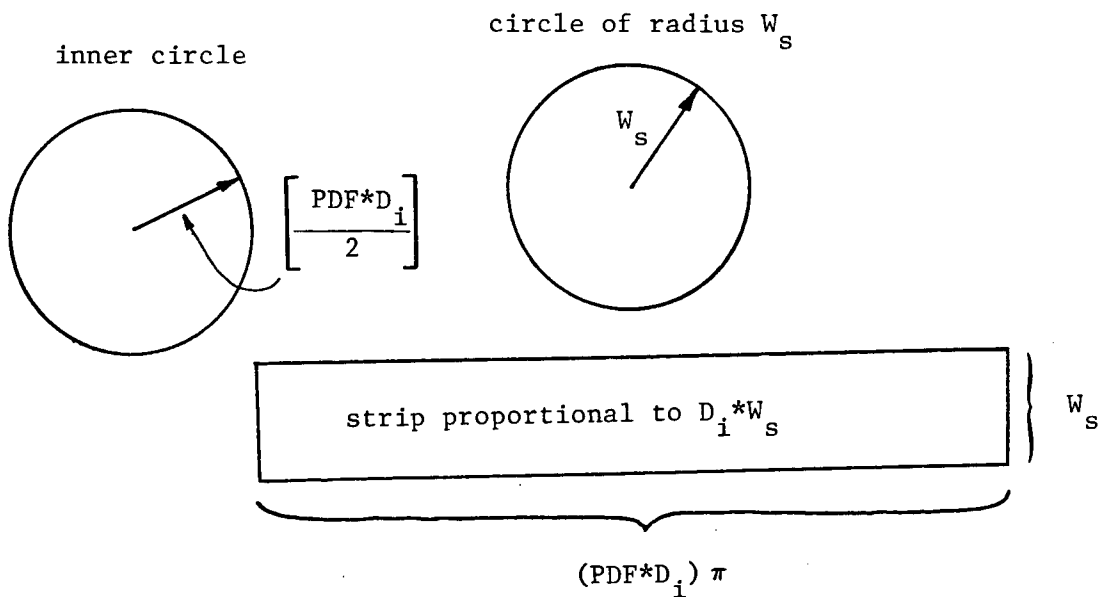 inner circle
circle of radius W_s
W_s
[PDF*D_i / 2]
strip proportional to D_i*W_s
W_s
(PDF*D_i) π